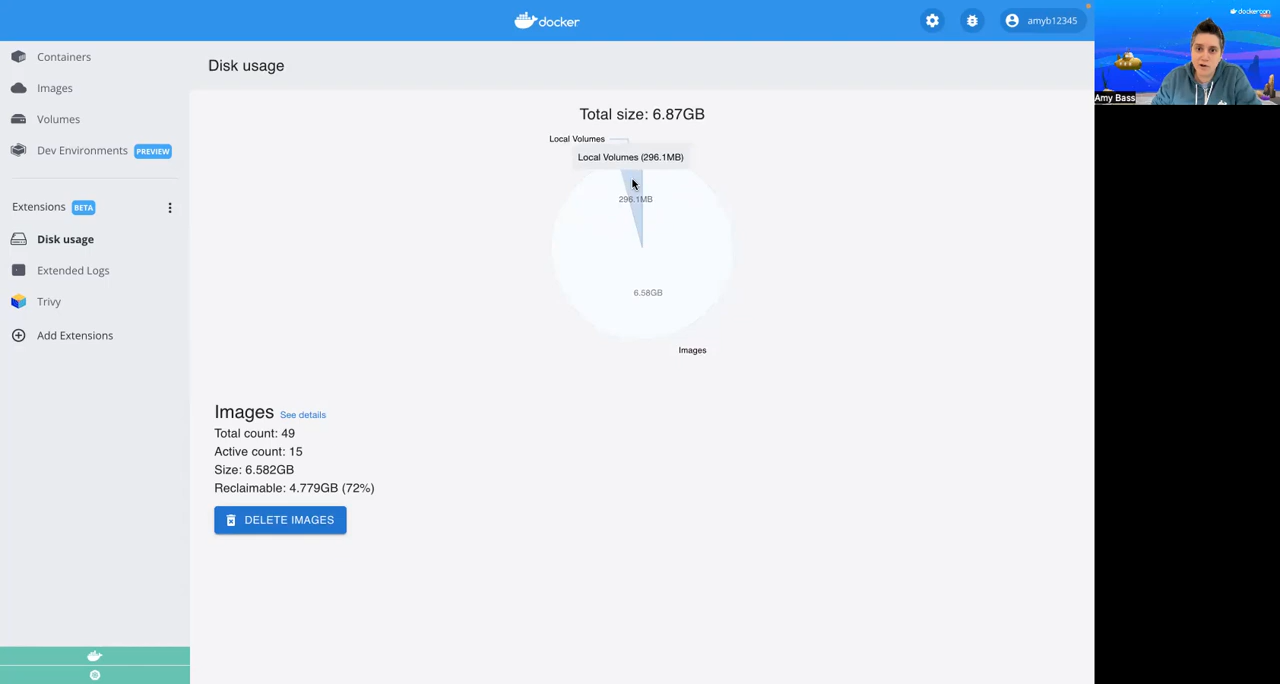 docker
amyb12345
dockercon
Amy Bass
Containers
Images
Volumes
Dev Environments PREVIEW
Extensions BETA
Disk usage
Extended Logs
Trivy
Add Extensions
Disk usage
Total size: 6.87GB
Local Volumes
Local Volumes (296.1MB)
296.1MB
6.58GB
Images
Images See details
Total count: 49
Active count: 15
Size: 6.582GB
Reclaimable: 4.779GB (72%)
DELETE IMAGES